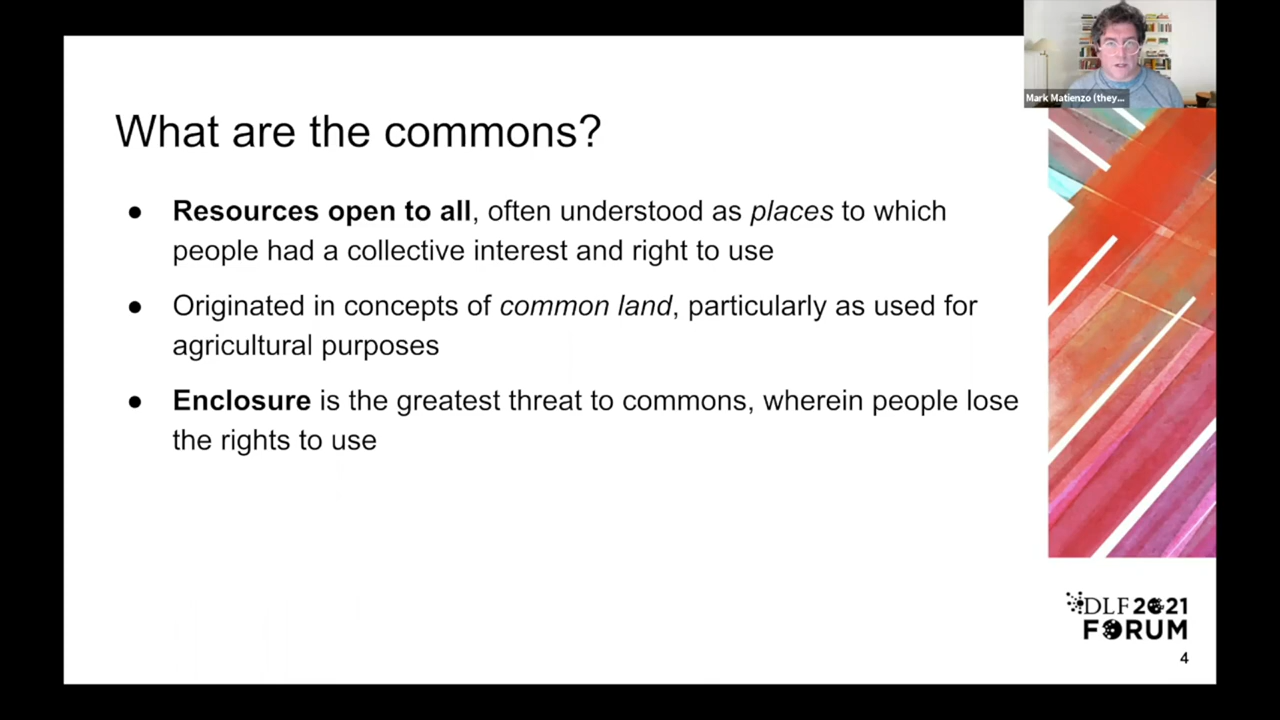 Mark Matienzo (they...
What are the commons?
● Resources open to all, often understood as places to which
people had a collective interest and right to use
● Originated in concepts of common land, particularly as used for
agricultural purposes
● Enclosure is the greatest threat to commons, wherein people lose
the rights to use
DLF 2021
FORUM
4